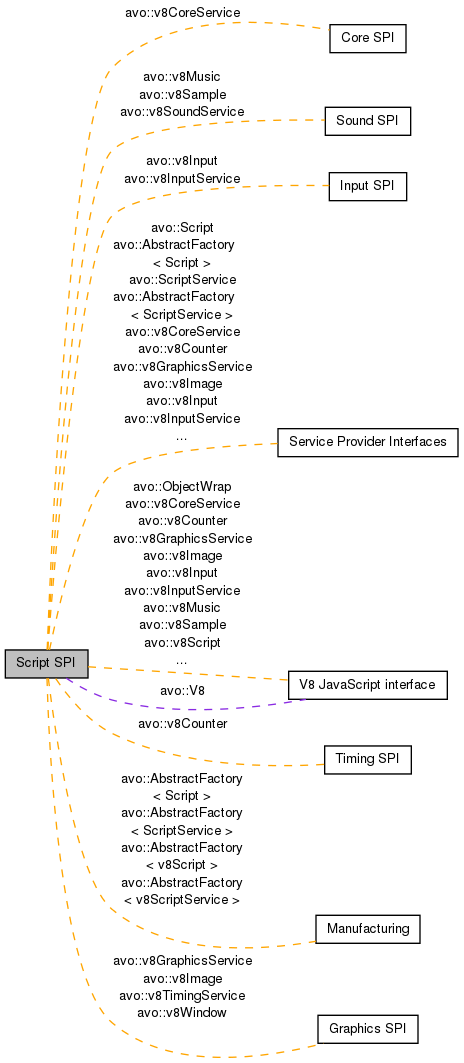 avo::v8CoreService
Core SPI
avo::v8Music
avo::v8Sample
avo::v8SoundService
Sound SPI
avo::v8Input
avo::v8InputService
Input SPI
avo::Script
avo::AbstractFactory
< Script >
avo::ScriptService
avo::AbstractFactory
< ScriptService >
avo::v8CoreService
avo::v8Counter
avo::v8GraphicsService
avo::v8Image
avo::v8Input
avo::v8InputService
...
Service Provider Interfaces
avo::ObjectWrap
avo::v8CoreService
avo::v8Counter
avo::v8GraphicsService
avo::v8Image
avo::v8Input
avo::v8InputService
avo::v8Music
avo::v8Sample
avo::v8Script
...
Script SPI
V8 JavaScript interface
avo::V8
avo::v8Counter
Timing SPI
avo::AbstractFactory
< Script >
avo::AbstractFactory
< ScriptService >
avo::AbstractFactory
< v8Script >
avo::AbstractFactory
< v8ScriptService >
Manufacturing
avo::v8GraphicsService
avo::v8Image
avo::v8TimingService
avo::v8Window
Graphics SPI